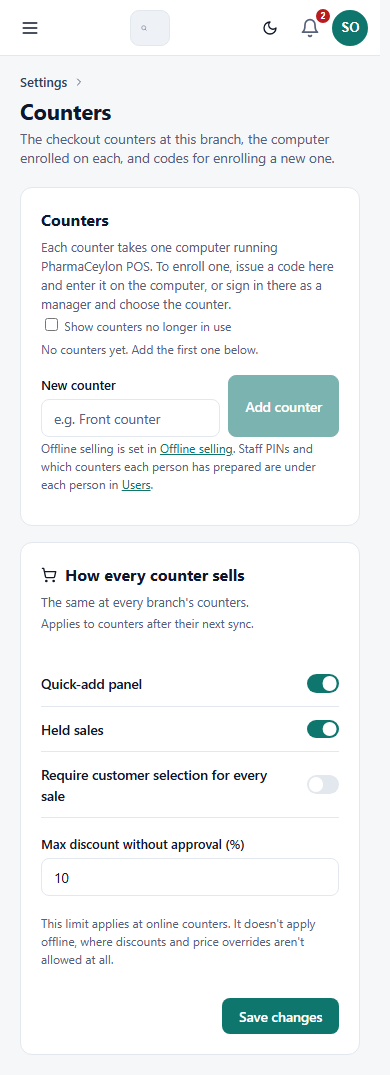 2
SO
Settings
Counters
The checkout counters at this branch, the computer
enrolled on each, and codes for enrolling a new one.
Counters
Each counter takes one computer running
PharmaCeylon POS. To enroll one, issue a code here
and enter it on the computer, or sign in there as a
manager and choose the counter.
Show counters no longer in use
No counters yet. Add the first one below.
New counter
e.g. Front counter
Add counter
Offline selling is set in Offline selling. Staff PINs and
which counters each person has prepared are under
each person in Users.
How every counter sells
The same at every branch's counters.
Applies to counters after their next sync.
Quick-add panel
Held sales
Require customer selection for every
sale
Max discount without approval (%)
10
This limit applies at online counters. It doesn't apply
offline, where discounts and price overrides aren't
allowed at all.
Save changes